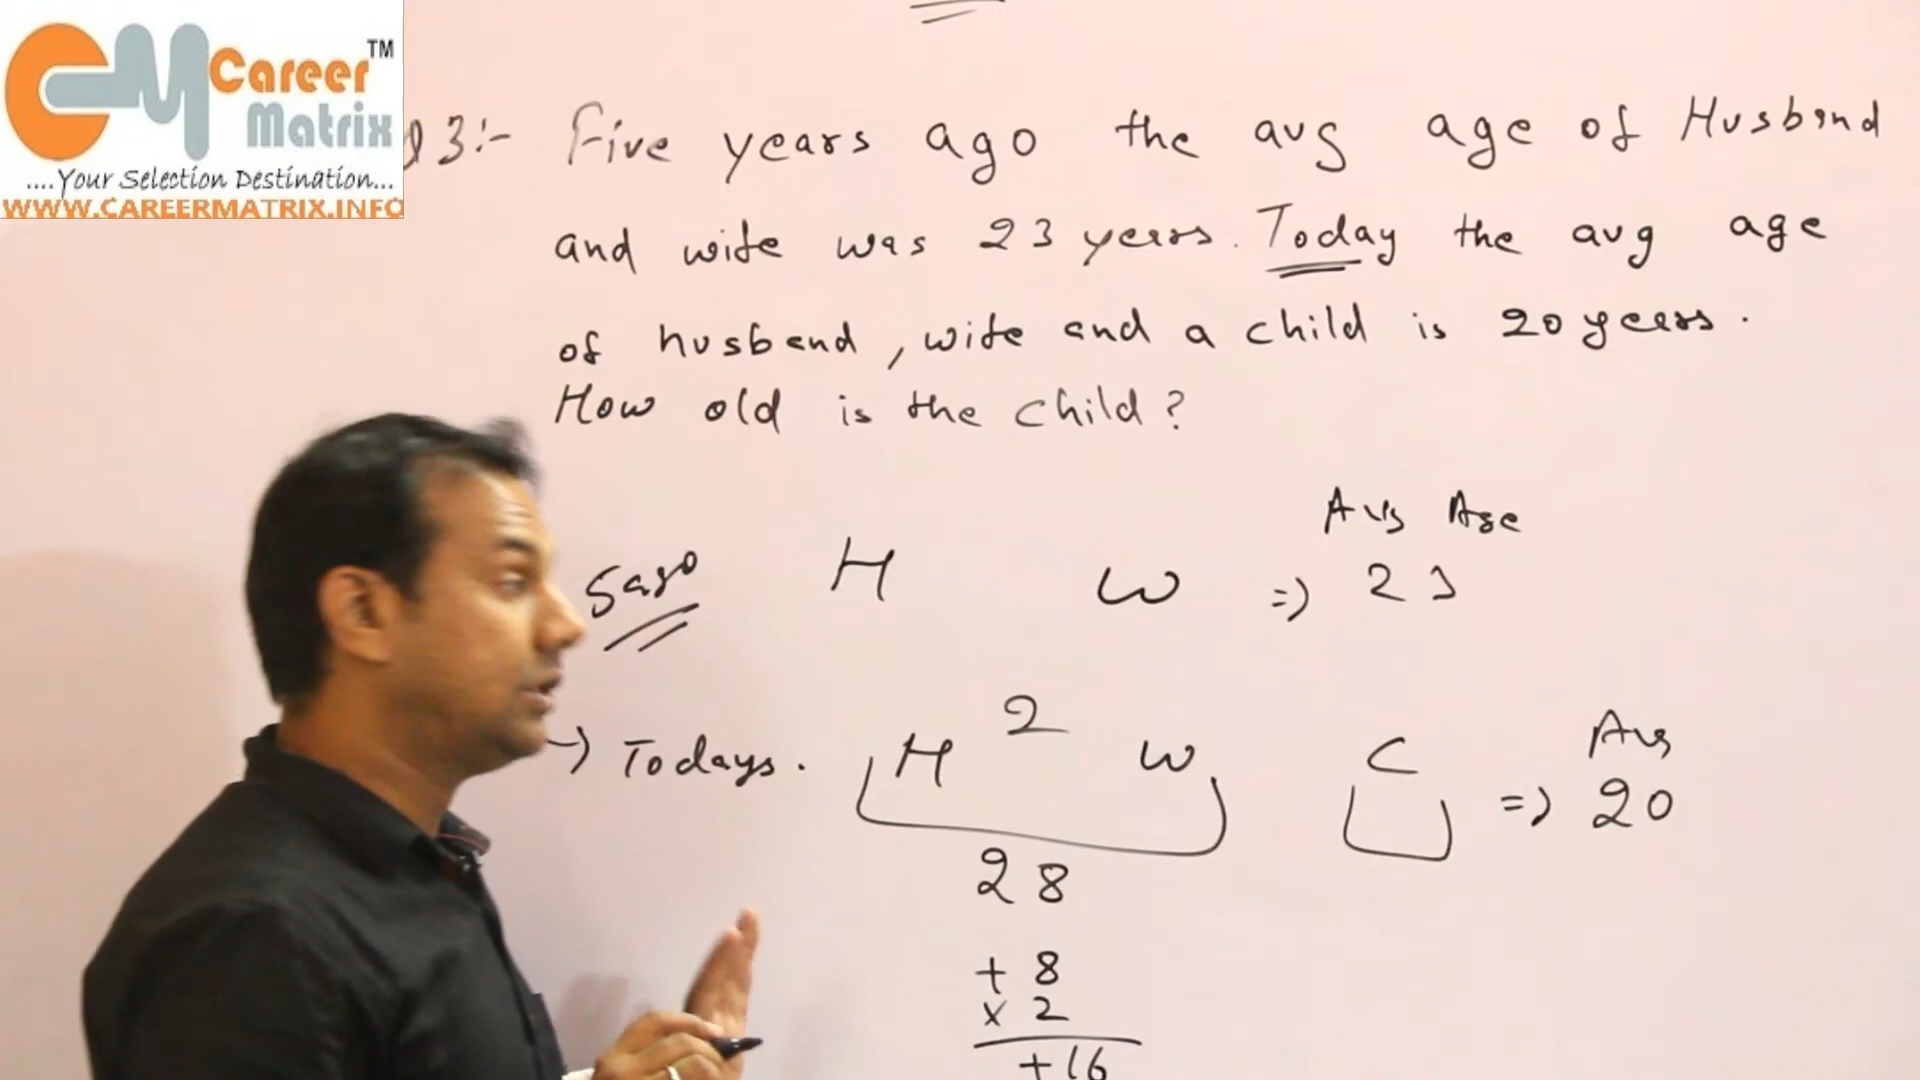 Career Matrix TM
....Your Selection Destination...
WWW.CAREERMATRIX.INFO
Q3:- Five years ago the avg age of Husband
and wife was 23 years. Today the avg age
of husband, wife and a child is 20 years.
How old is the child?
Avg Age
5ago H W => 23
2
Avg
→ Todays. H W C => 20
28
+8
x2
+16